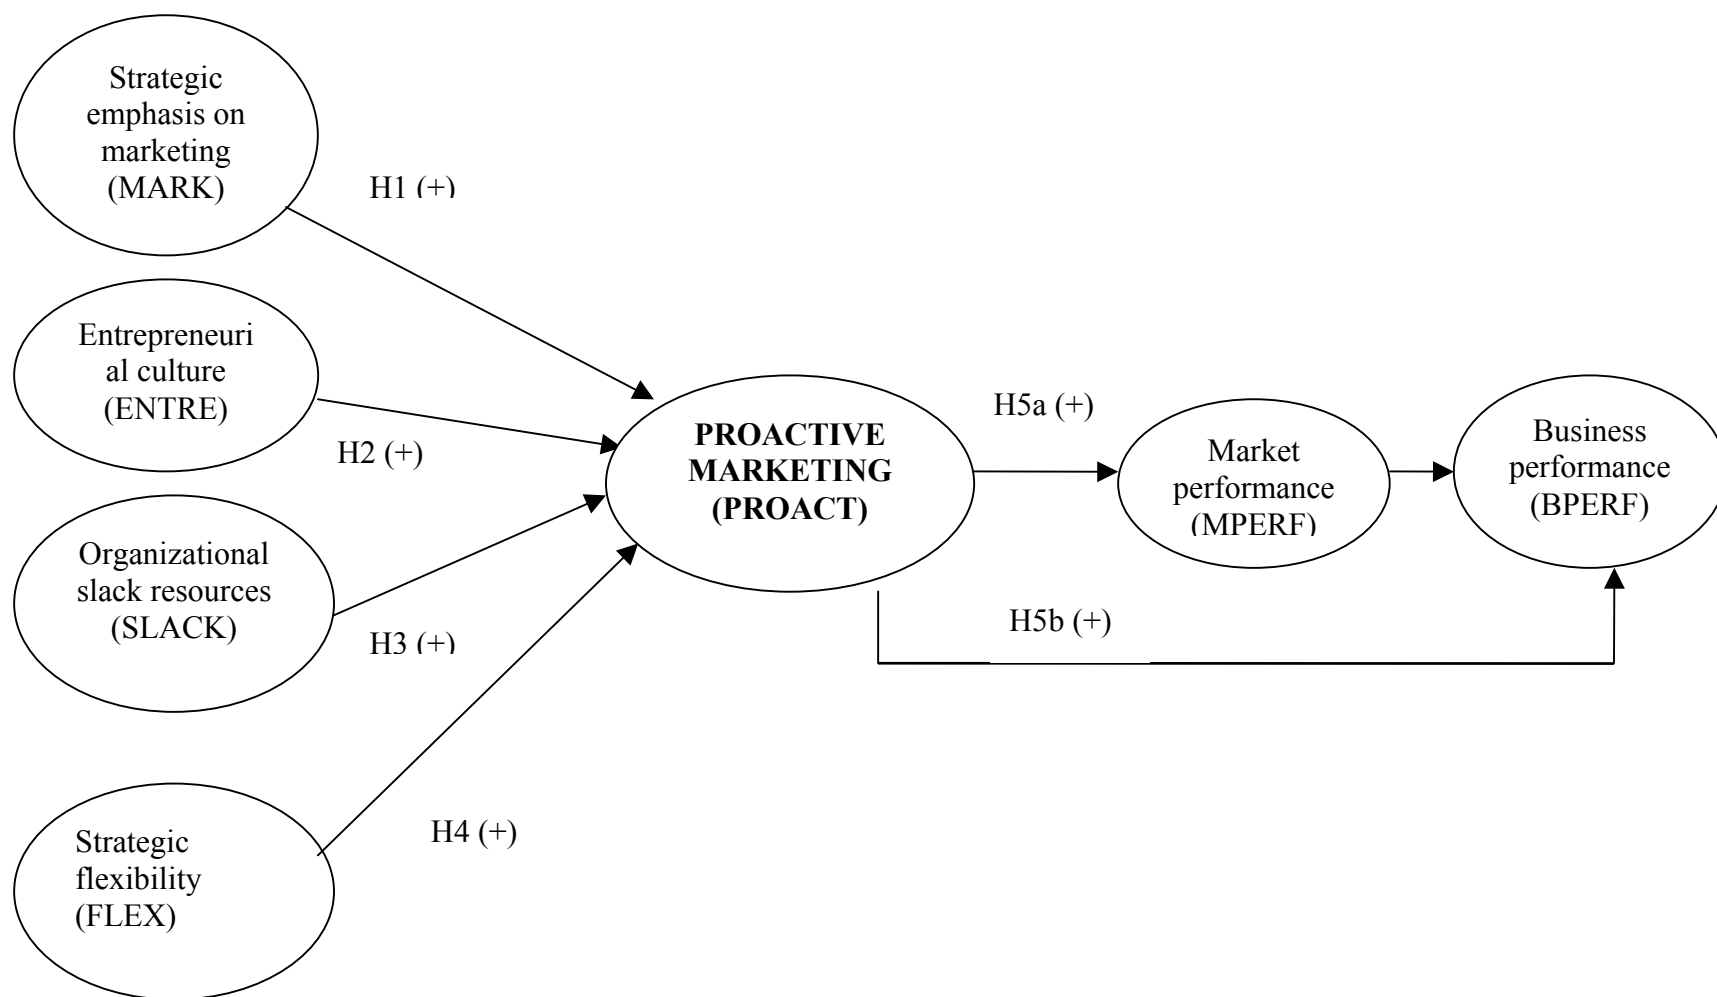 Strategic
emphasis on
marketing
(MARK)
H1 (+)
Entrepreneuri
al culture
(ENTRE)
H2 (+)
Organizational
slack resources
(SLACK)
H3 (+)
Strategic
flexibility
(FLEX)
H4 (+)
PROACTIVE
MARKETING
(PROACT)
H5a (+)
H5b (+)
Market
performance
(MPERF)
Business
performance
(BPERF)